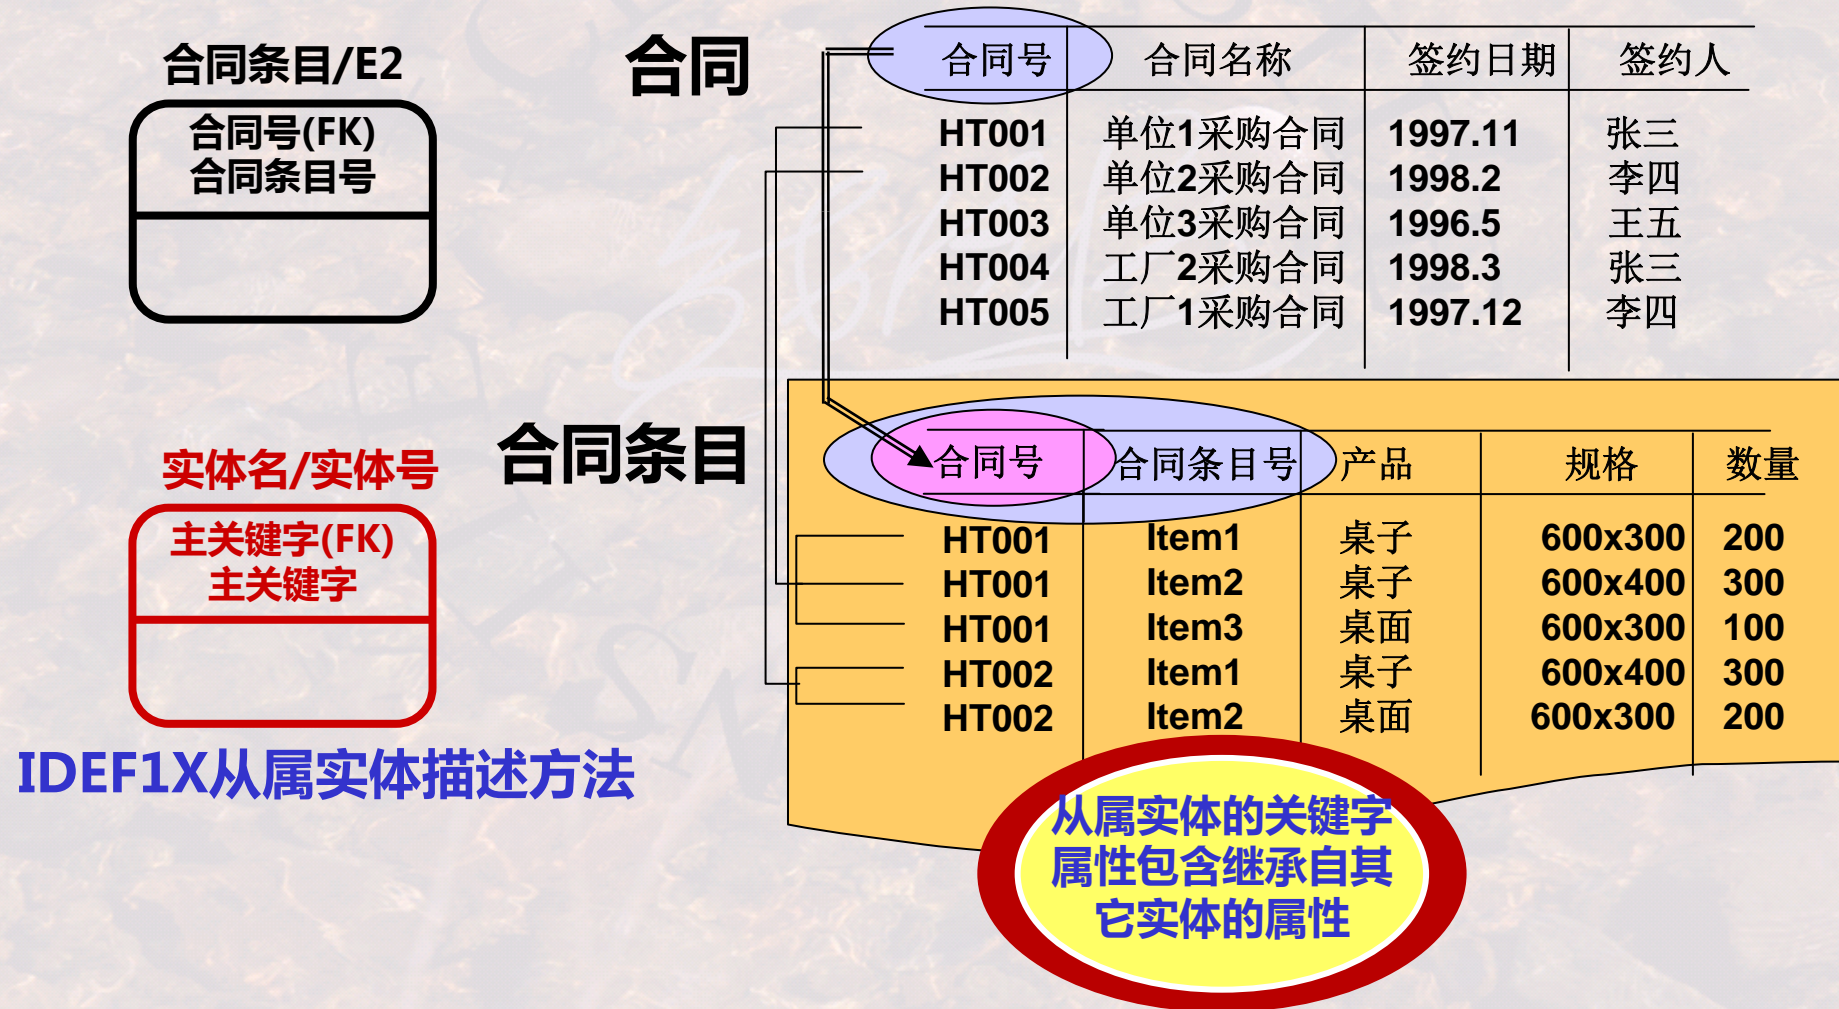 合同条目/E2
合同号(FK)
合同条目号
实体名/实体号
主关键字(FK)
主关键字
IDEF1X从属实体描述方法
合同
合同号 合同名称 签约日期 签约人
HT001 单位1采购合同 1997.11 张三
HT002 单位2采购合同 1998.2 李四
HT003 单位3采购合同 1996.5 王五
HT004 工厂2采购合同 1998.3 张三
HT005 工厂1采购合同 1997.12 李四
合同条目
合同号 合同条目号 产品 规格 数量
HT001 Item1 桌子 600x300 200
HT001 Item2 桌子 600x400 300
HT001 Item3 桌面 600x300 100
HT002 Item1 桌子 600x400 300
HT002 Item2 桌面 600x300 200
从属实体的关键字
属性包含继承自其
它实体的属性